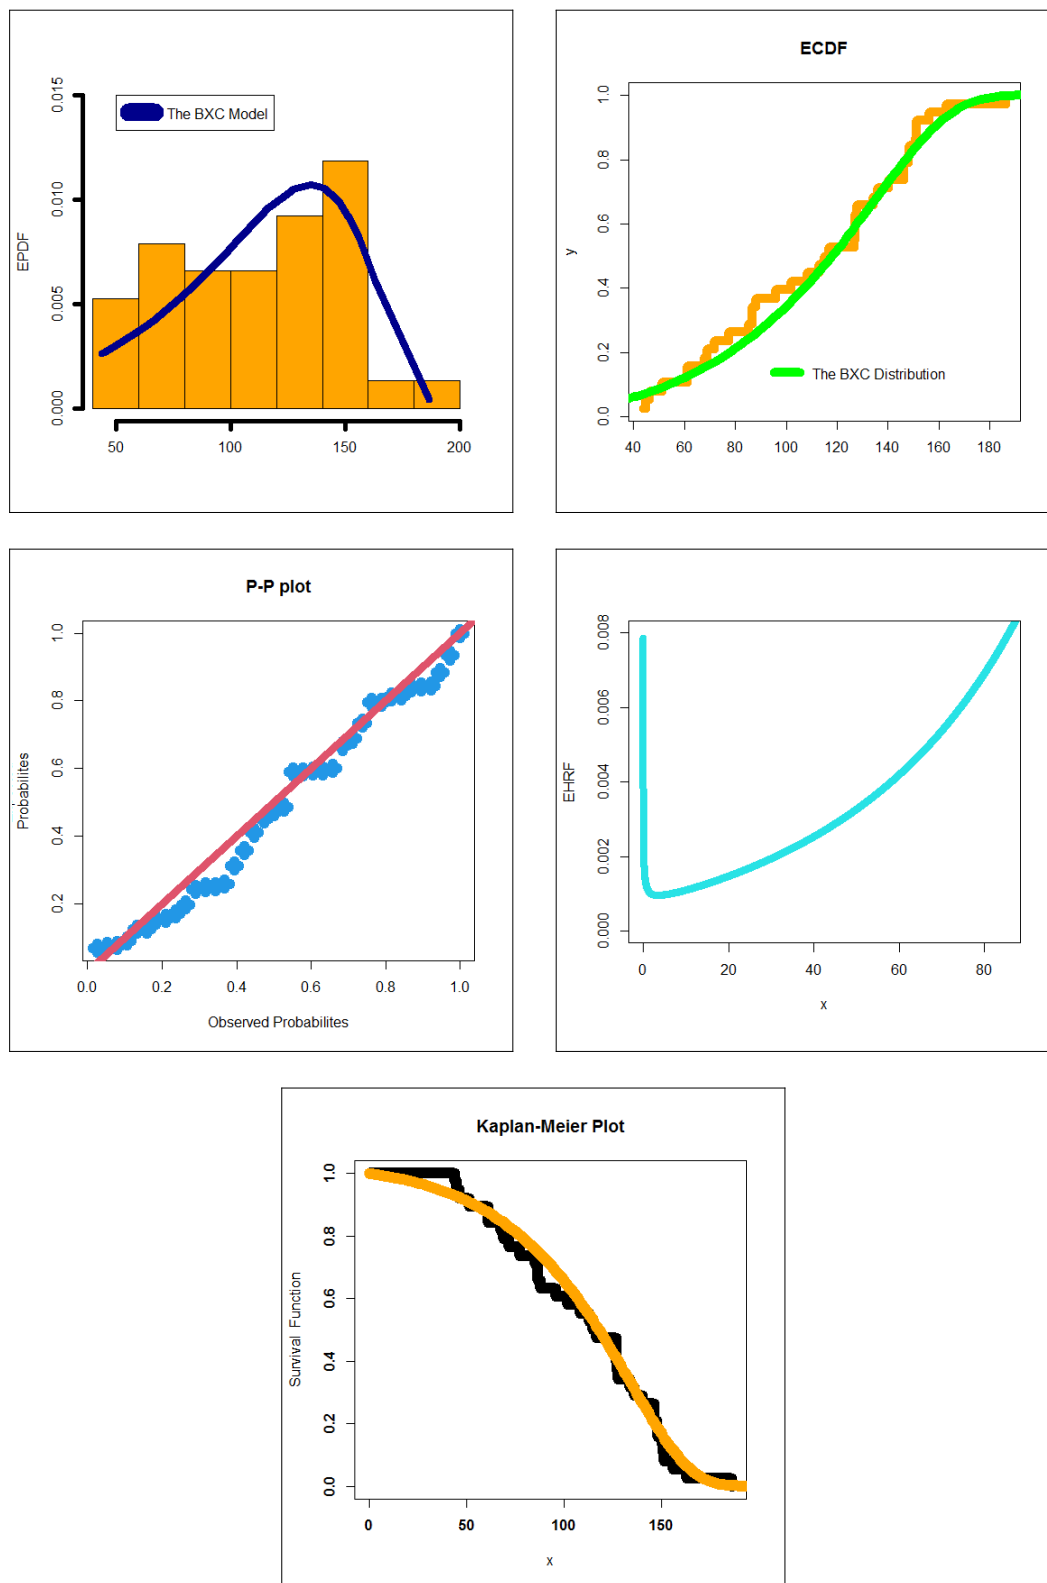 The BXC Model
EPDF
0.015
0.010
0.005
0.000
50 100 150 200
ECDF
y
1.0
0.8
0.6
0.4
0.2
0.0
The BXC Distribution
40 60 80 100 120 140 160 180
P-P plot
Probabilites
1.0
0.8
0.6
0.4
0.2
0.0 0.2 0.4 0.6 0.8 1.0
Observed Probabilites
EHRF
0.008
0.006
0.004
0.002
0.000
0 20 40 60 80
x
Kaplan-Meier Plot
Survival Function
1.0
0.8
0.6
0.4
0.2
0.0
0 50 100 150
x